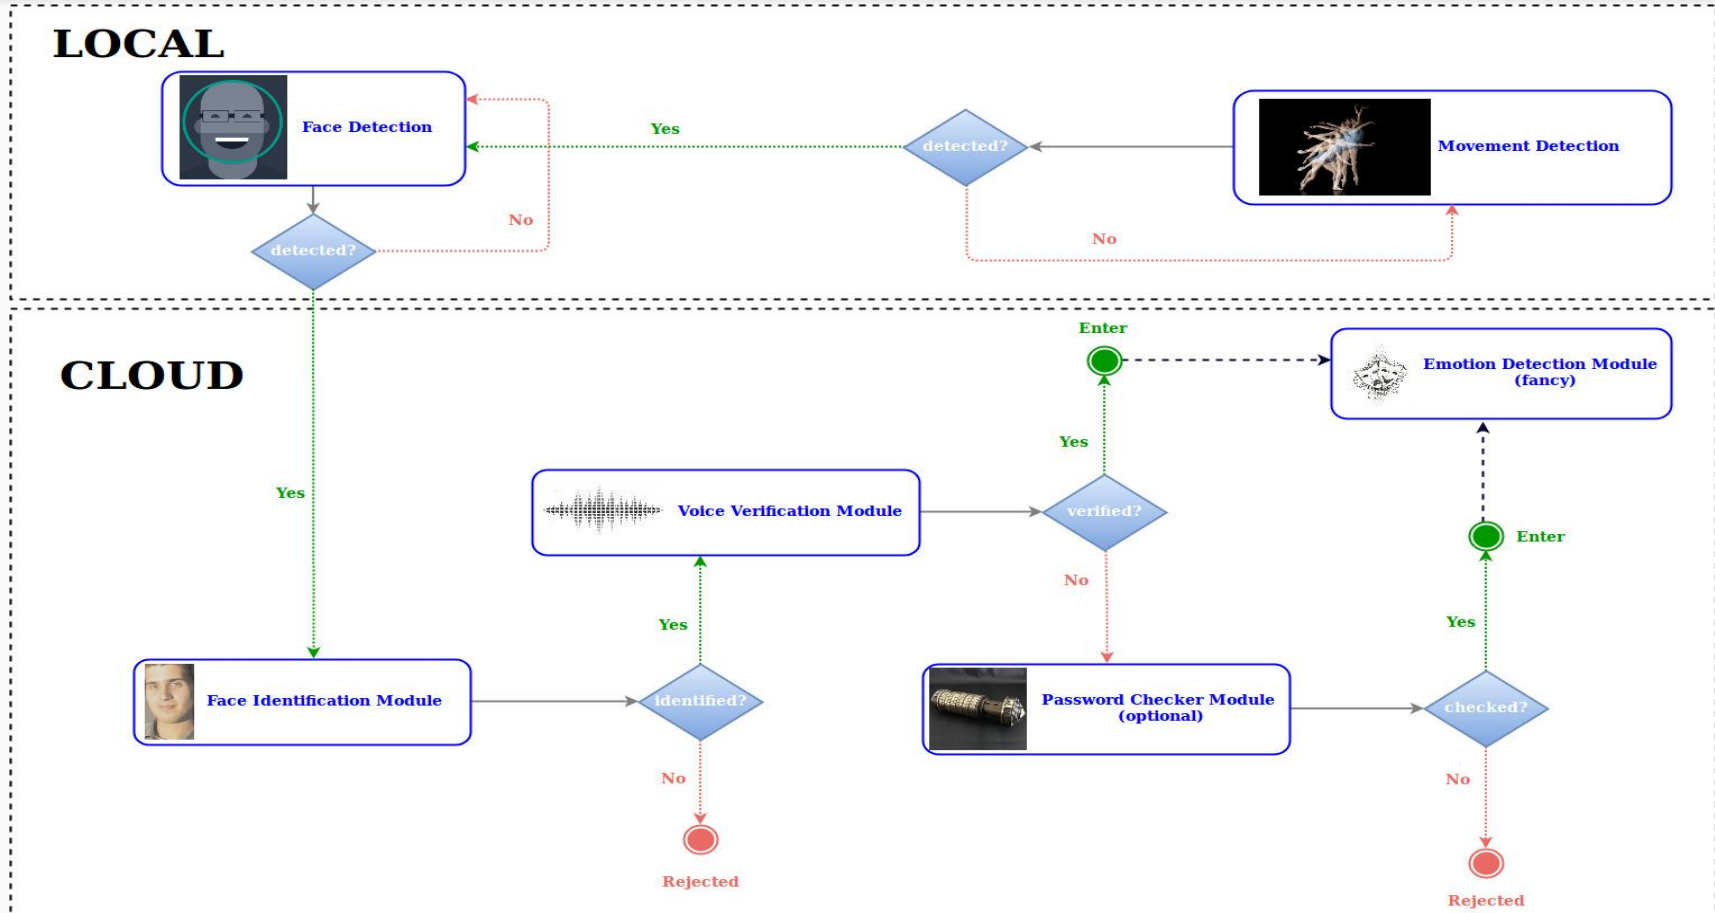 LOCAL
Face Detection
Yes
detected?
Movement Detection
No
detected?
No
CLOUD
Enter
Emotion Detection Module
(fancy)
Yes
Yes
Voice Verification Module
verified?
Enter
No
Yes
Yes
Face Identification Module
identified?
Password Checker Module
(optional)
checked?
No
No
Rejected
Rejected